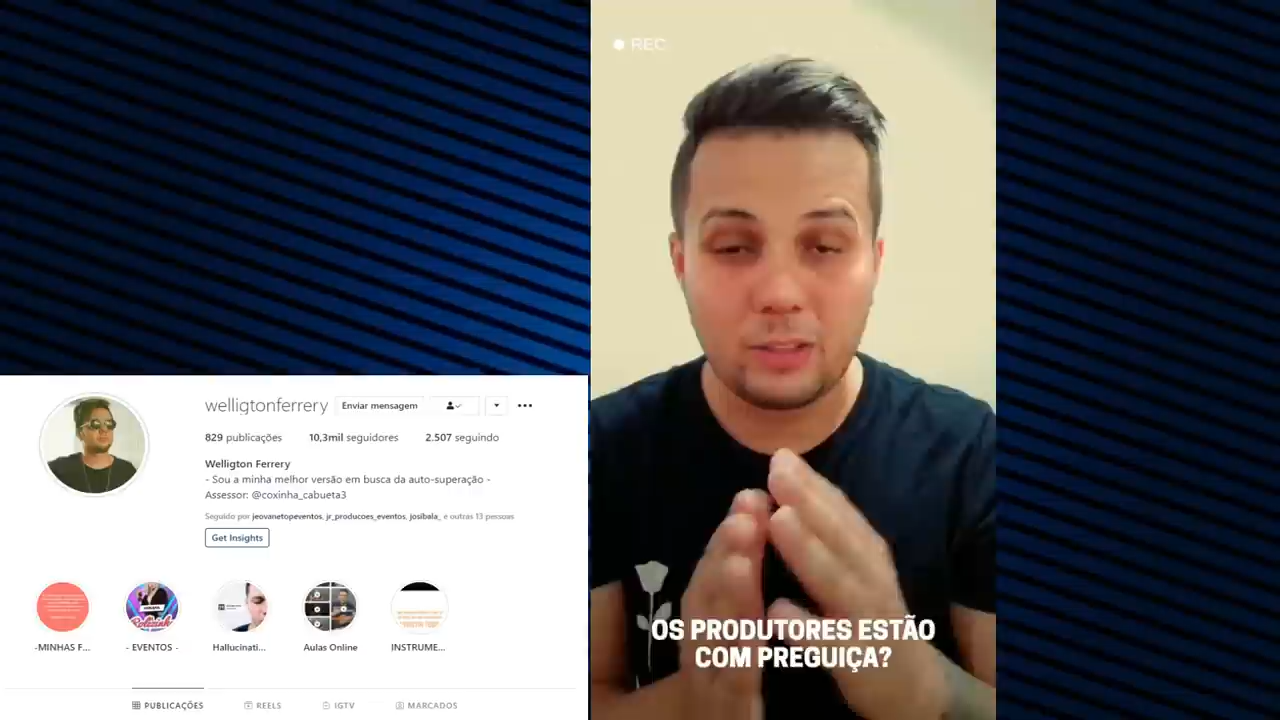 REC
OS PRODUTORES ESTÃO
COM PREGUIÇA?
welligtonferrery
Enviar mensagem
829 publicações 10,3mil seguidores 2.507 seguindo
Welligton Ferrery
- Sou a minha melhor versão em busca da auto-superação -
Assessor: @coxinha_cabueta3
Seguido por jeovanetopeventos, jr_producoes_eventos, josibala_ e outras 13 pessoas
Get Insights
-MINHAS F... - EVENTOS - Hallucinati... Aulas Online INSTRUME...
PUBLICAÇÕES REELS IGTV MARCADOS